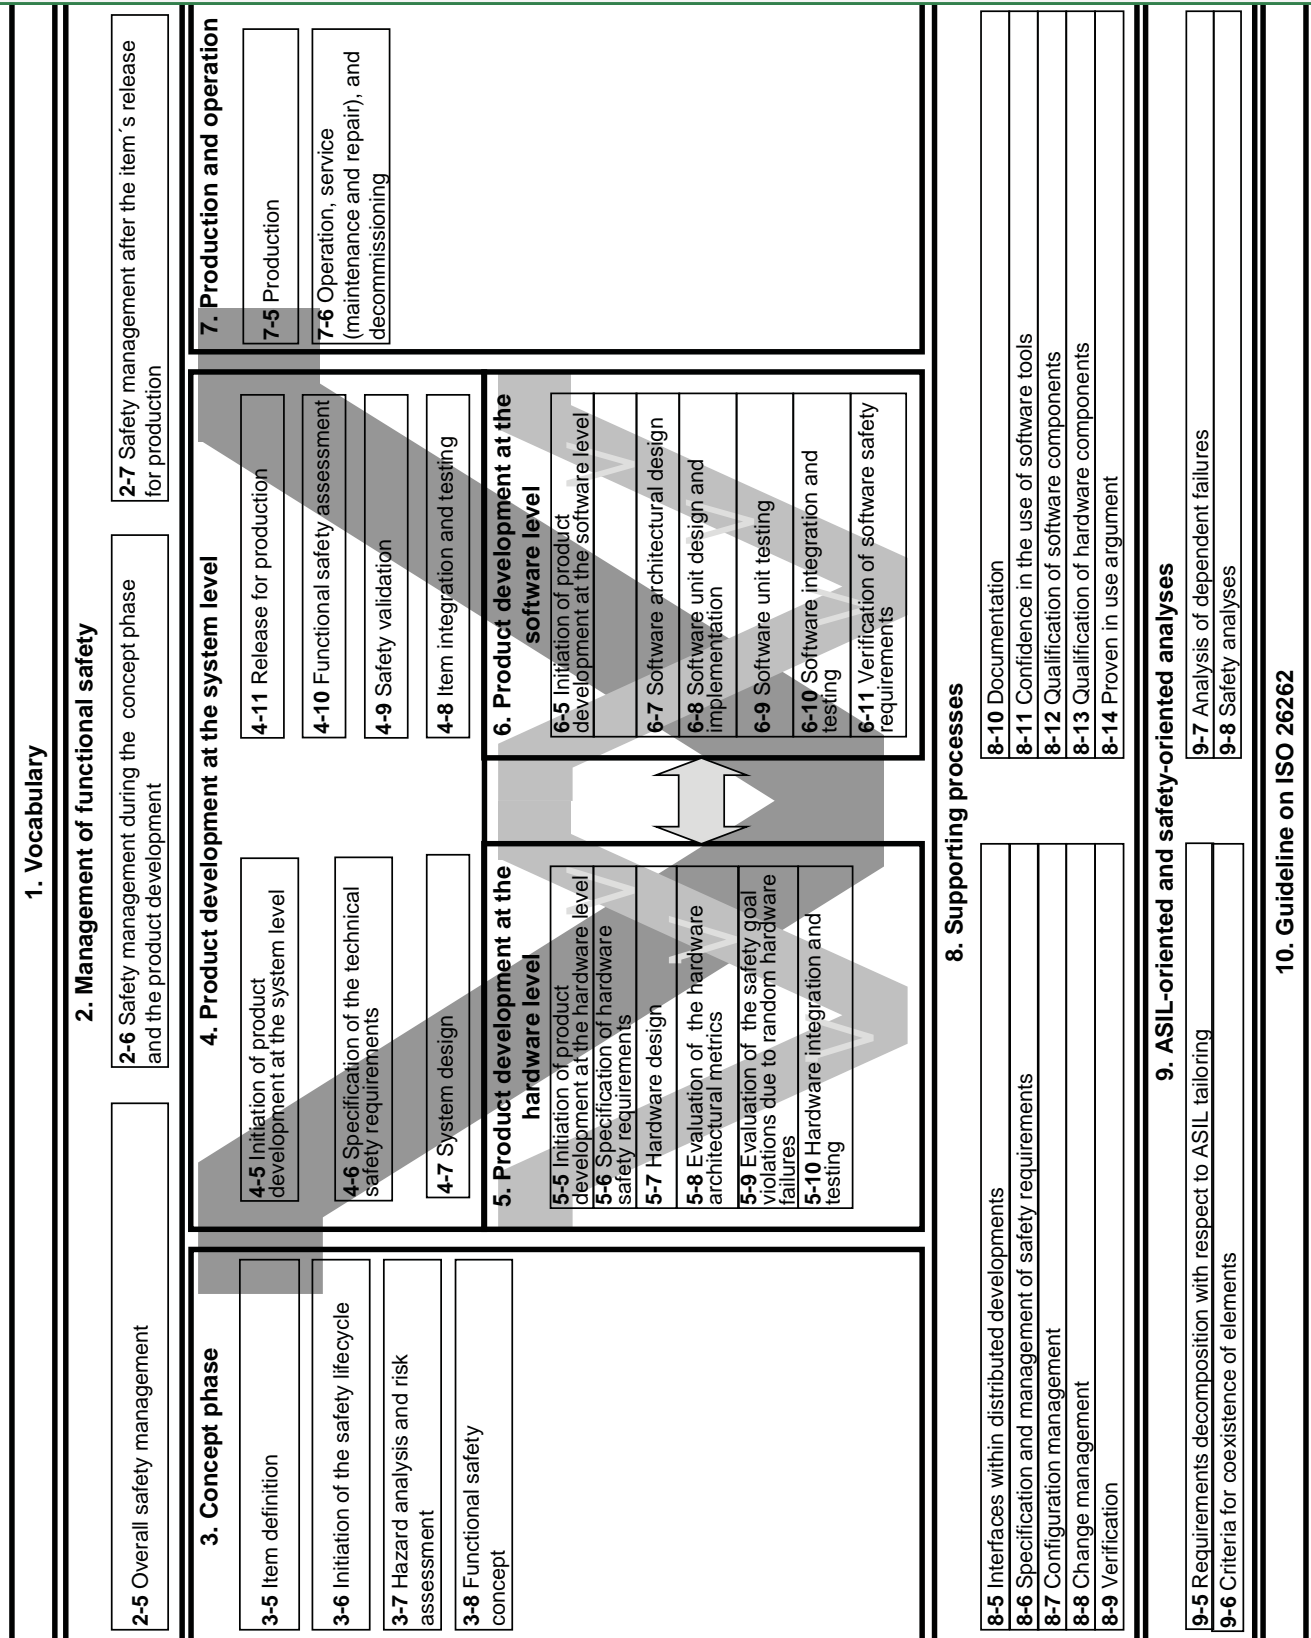 1. Vocabulary
2. Management of functional safety
2-5 Overall safety management
2-6 Safety management during the concept phase
and the product development
2-7 Safety management after the item´s release
for production
3. Concept phase
3-5 Item definition
3-6 Initiation of the safety lifecycle
3-7 Hazard analysis and risk
assessment
3-8 Functional safety
concept
4. Product development at the system level
4-5 Initiation of product
development at the system level
4-6 Specification of the technical
safety requirements
4-7 System design
4-11 Release for production
4-10 Functional safety assessment
4-9 Safety validation
4-8 Item integration and testing
7. Production and operation
7-5 Production
7-6 Operation, service
(maintenance and repair), and
decommissioning
5. Product development at the
hardware level
5-5 Initiation of product
development at the hardware level
5-6 Specification of hardware
safety requirements
5-7 Hardware design
5-8 Evaluation of the hardware
architectural metrics
5-9 Evaluation of the safety goal
violations due to random hardware
failures
5-10 Hardware integration and
testing
6. Product development at the
software level
6-5 Initiation of product
development at the software level
6-7 Software architectural design
6-8 Software unit design and
implementation
6-9 Software unit testing
6-10 Software integration and
testing
6-11 Verification of software safety
requirements
8. Supporting processes
8-5 Interfaces within distributed developments
8-6 Specification and management of safety requirements
8-7 Configuration management
8-8 Change management
8-9 Verification
8-10 Documentation
8-11 Confidence in the use of software tools
8-12 Qualification of software components
8-13 Qualification of hardware components
8-14 Proven in use argument
9. ASIL-oriented and safety-oriented analyses
9-5 Requirements decomposition with respect to ASIL tailoring
9-6 Criteria for coexistence of elements
9-7 Analysis of dependent failures
9-8 Safety analyses
10. Guideline on ISO 26262